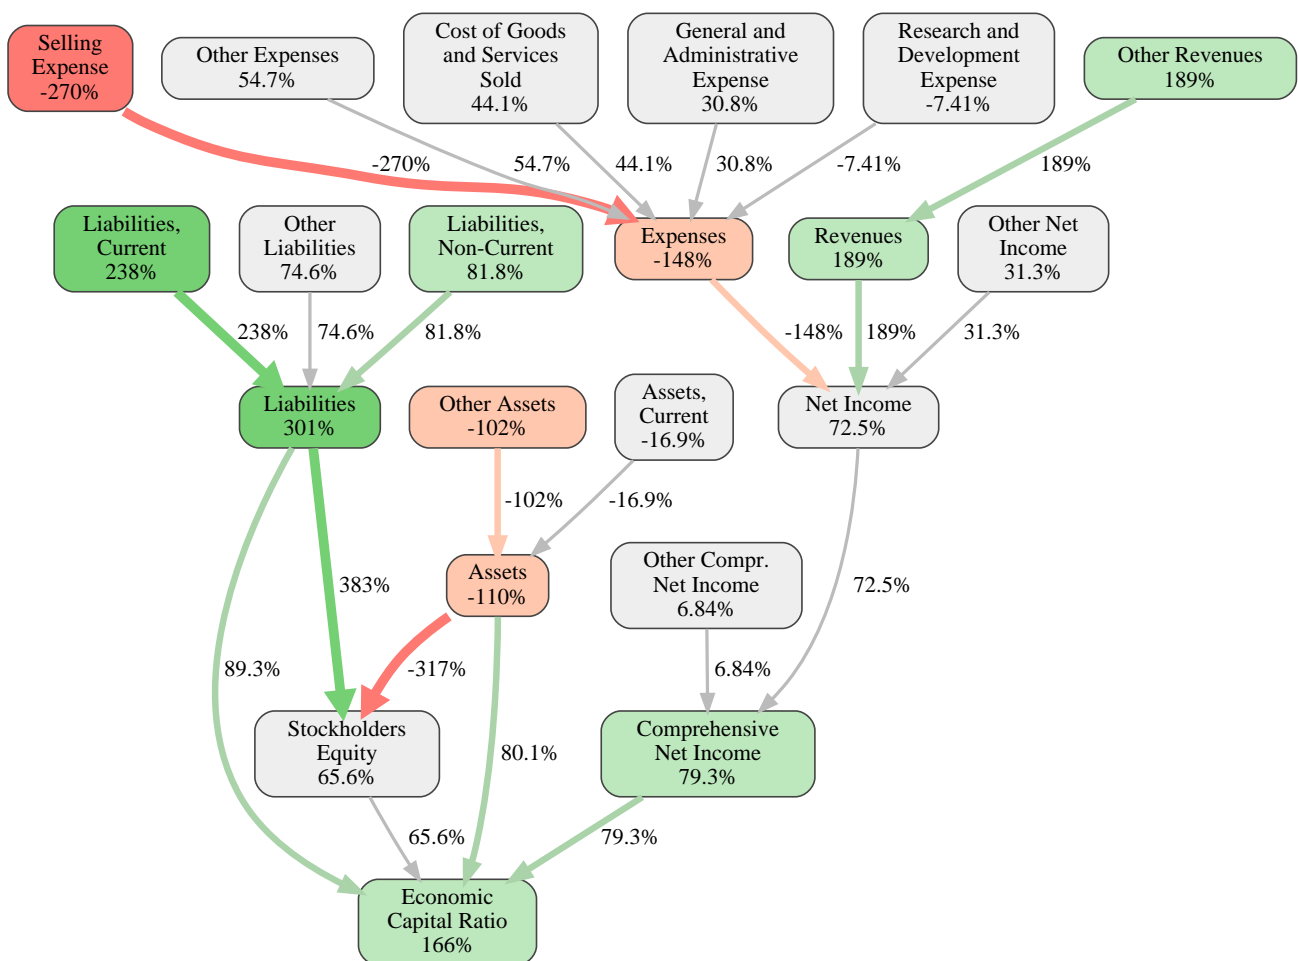 Selling
Expense
-270%
Other Expenses
54.7%
Cost of Goods
and Services
Sold
44.1%
General and
Administrative
Expense
30.8%
Research and
Development
Expense
-7.41%
Other Revenues
189%
-270%
54.7%
44.1%
30.8%
-7.41%
189%
Liabilities,
Current
238%
Other
Liabilities
74.6%
Liabilities,
Non-Current
81.8%
Expenses
-148%
Revenues
189%
Other Net
Income
31.3%
238%
74.6%
81.8%
-148%
189%
31.3%
Liabilities
301%
Other Assets
-102%
Assets,
Current
-16.9%
Net Income
72.5%
-102%
-16.9%
Assets
-110%
Other Compr.
Net Income
6.84%
383%
72.5%
89.3%
-317%
6.84%
Stockholders
Equity
65.6%
80.1%
Comprehensive
Net Income
79.3%
65.6%
79.3%
Economic
Capital Ratio
166%